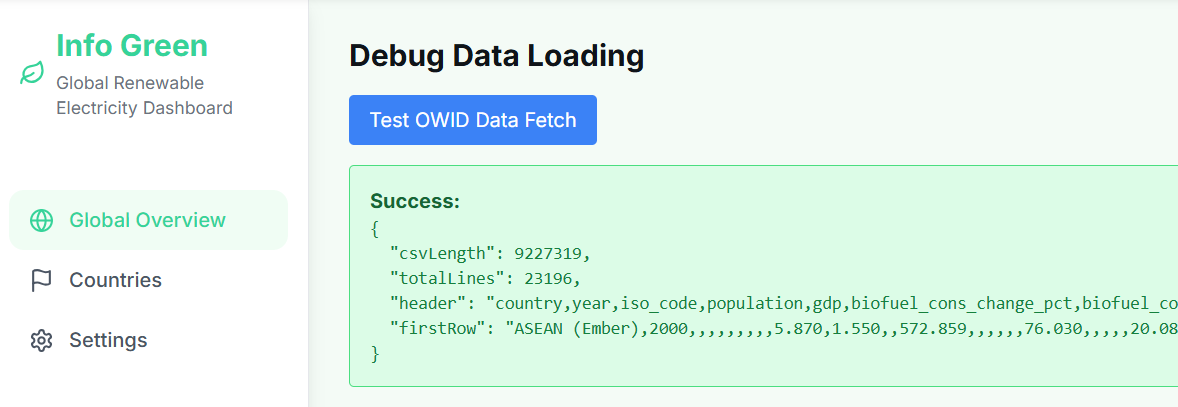 Info Green
Global Renewable
Electricity Dashboard
Global Overview
Countries
Settings
Debug Data Loading
Test OWID Data Fetch
Success:
{
  "csvLength": 9227319,
  "totalLines": 23196,
  "header": "country,year,iso_code,population,gdp,biofuel_cons_change_pct,biofuel_co
  "firstRow": "ASEAN (Ember),2000,,,,,,,,,5.870,1.550,,572.859,,,,,,76.030,,,,,20.08
}